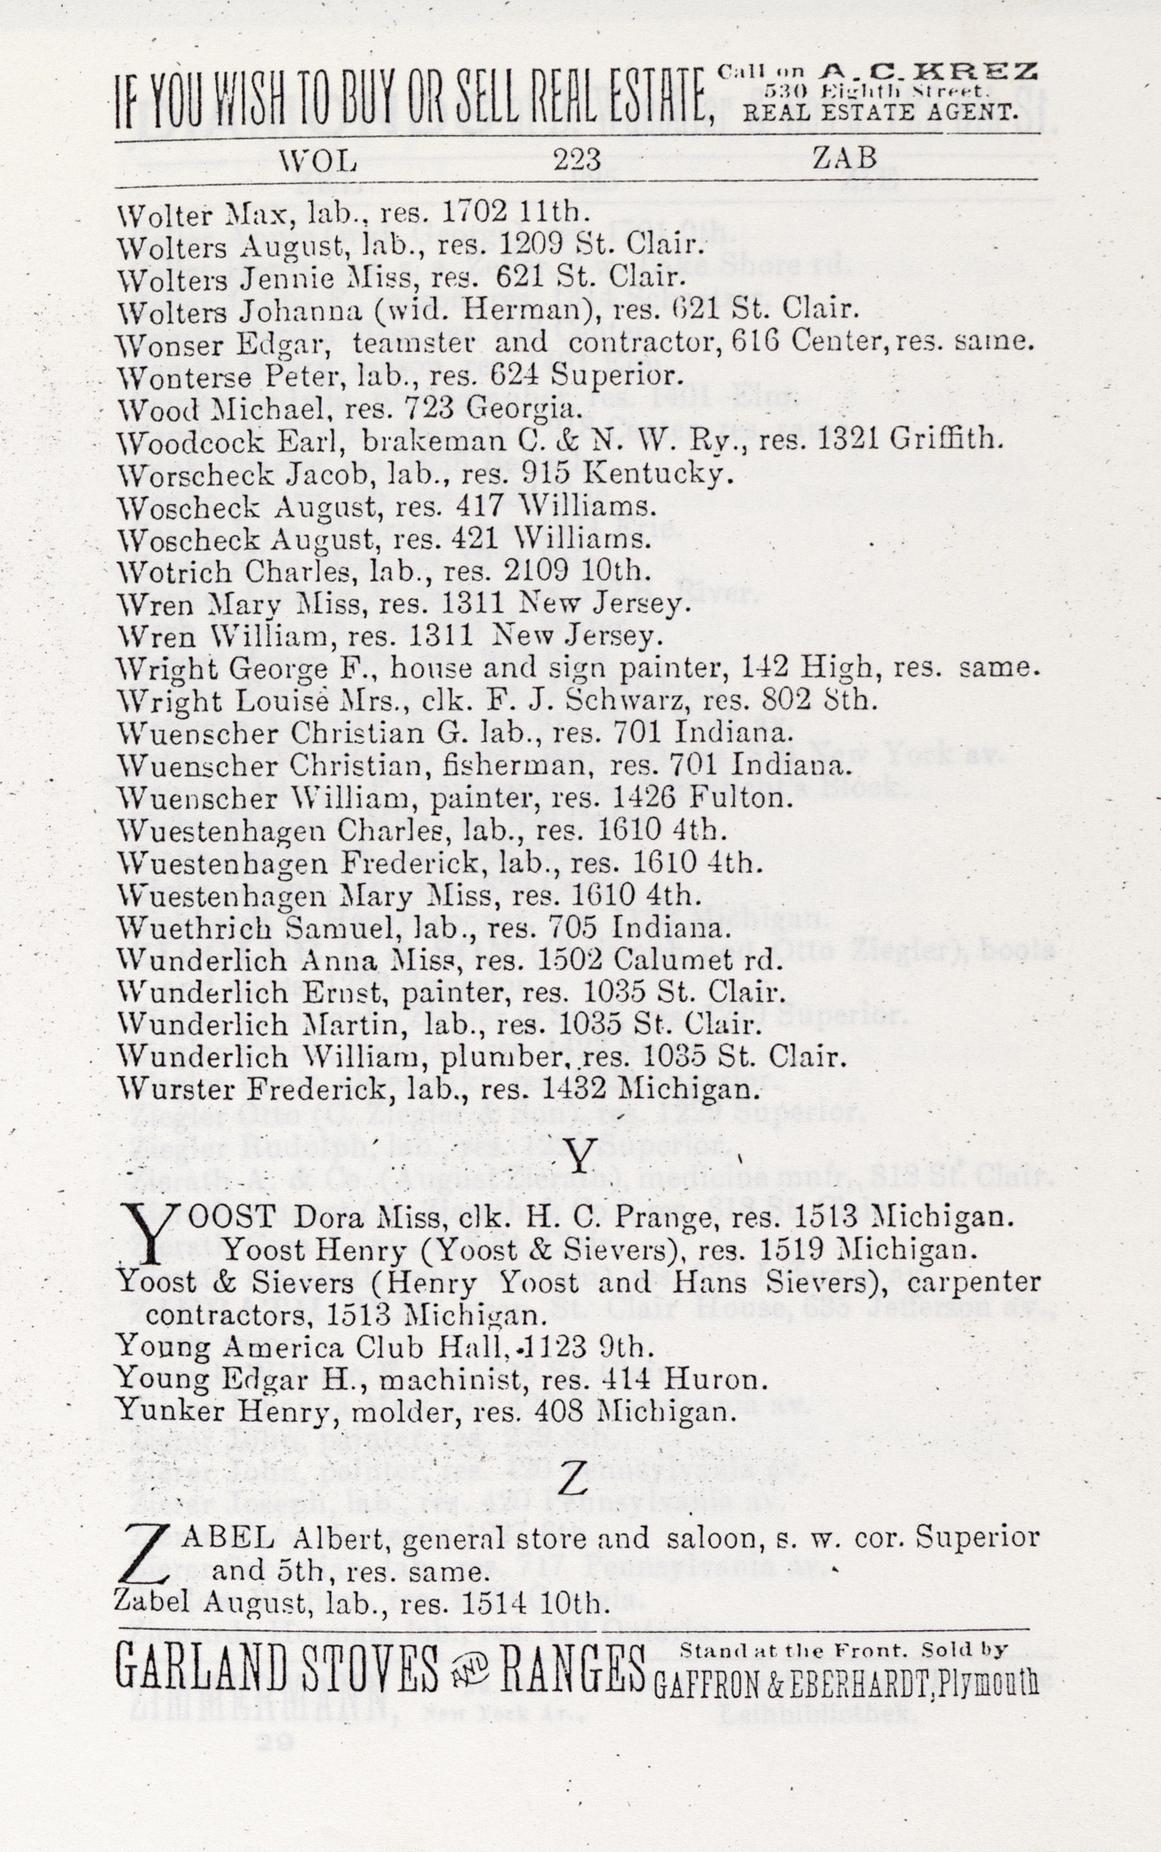 IF YOU WISH TO BUY OR SELL REAL ESTATE, Call on A. C. KREZ
530 Eighth Street.
REAL ESTATE AGENT.
WOL 223 ZAB
Wolter Max, lab., res. 1702 11th.
Wolters August, lab., res. 1209 St. Clair.
Wolters Jennie Miss, res. 621 St. Clair.
Wolters Johanna (wid. Herman), res. 621 St. Clair.
Wonser Edgar, teamster and contractor, 616 Center, res. same.
Wonterse Peter, lab., res. 624 Superior.
Wood Michael, res. 723 Georgia.
Woodcock Earl, brakeman C. & N. W. Ry., res. 1321 Griffith.
Worscheck Jacob, lab., res. 915 Kentucky.
Woscheck August, res. 417 Williams.
Woscheck August, res. 421 Williams.
Wotrich Charles, lab., res. 2109 10th.
Wren Mary Miss, res. 1311 New Jersey.
Wren William, res. 1311 New Jersey.
Wright George F., house and sign painter, 142 High, res. same.
Wright Louise Mrs., clk. F. J. Schwarz, res. 802 8th.
Wuenscher Christian G. lab., res. 701 Indiana.
Wuenscher Christian, fisherman, res. 701 Indiana.
Wuenscher William, painter, res. 1426 Fulton.
Wuestenhagen Charles, lab., res. 1610 4th.
Wuestenhagen Frederick, lab., res. 1610 4th.
Wuestenhagen Mary Miss, res. 1610 4th.
Wuethrich Samuel, lab., res. 705 Indiana.
Wunderlich Anna Miss, res. 1502 Calumet rd.
Wunderlich Ernst, painter, res. 1035 St. Clair.
Wunderlich Martin, lab., res. 1035 St. Clair.
Wunderlich William, plumber, res. 1035 St. Clair.
Wurster Frederick, lab., res. 1432 Michigan.
Y
YOOST Dora Miss, clk. H. C. Prange, res. 1513 Michigan.
Yoost Henry (Yoost & Sievers), res. 1519 Michigan.
Yoost & Sievers (Henry Yoost and Hans Sievers), carpenter
contractors, 1513 Michigan.
Young America Club Hall, 1123 9th.
Young Edgar H., machinist, res. 414 Huron.
Yunker Henry, molder, res. 408 Michigan.
Z
ZABEL Albert, general store and saloon, s. w. cor. Superior
and 5th, res. same.
Zabel August, lab., res. 1514 10th.
GARLAND STOVES AND RANGES Stand at the Front. Sold by
GAFFRON & EBERHARDT, Plymouth